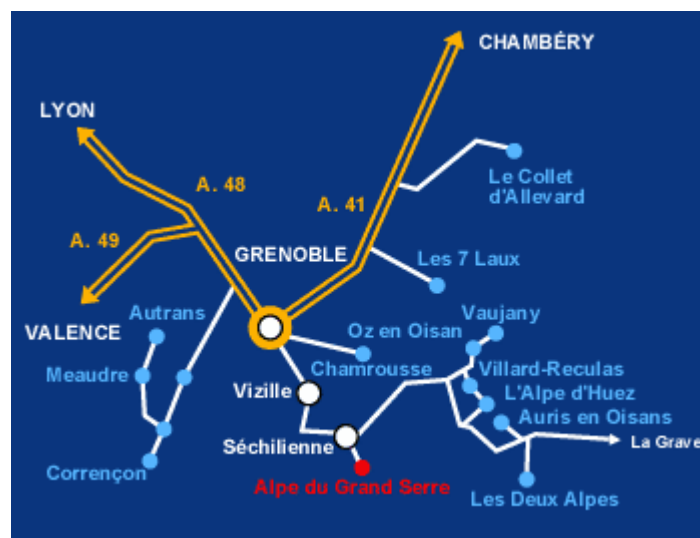 CHAMBÉRY
LYON
Le Collet
d'Allevard
A. 48
A. 41
A. 49
GRENOBLE
Les 7 Laux
VALENCE
Autrans
Vaujany
Oz en Oisan
Meaudre
Chamrousse
Villard-Reculas
Vizille
L'Alpe d'Huez
Auris en Oisans
Séchilienne
La Grave
Corrençon
Alpe du Grand Serre
Les Deux Alpes